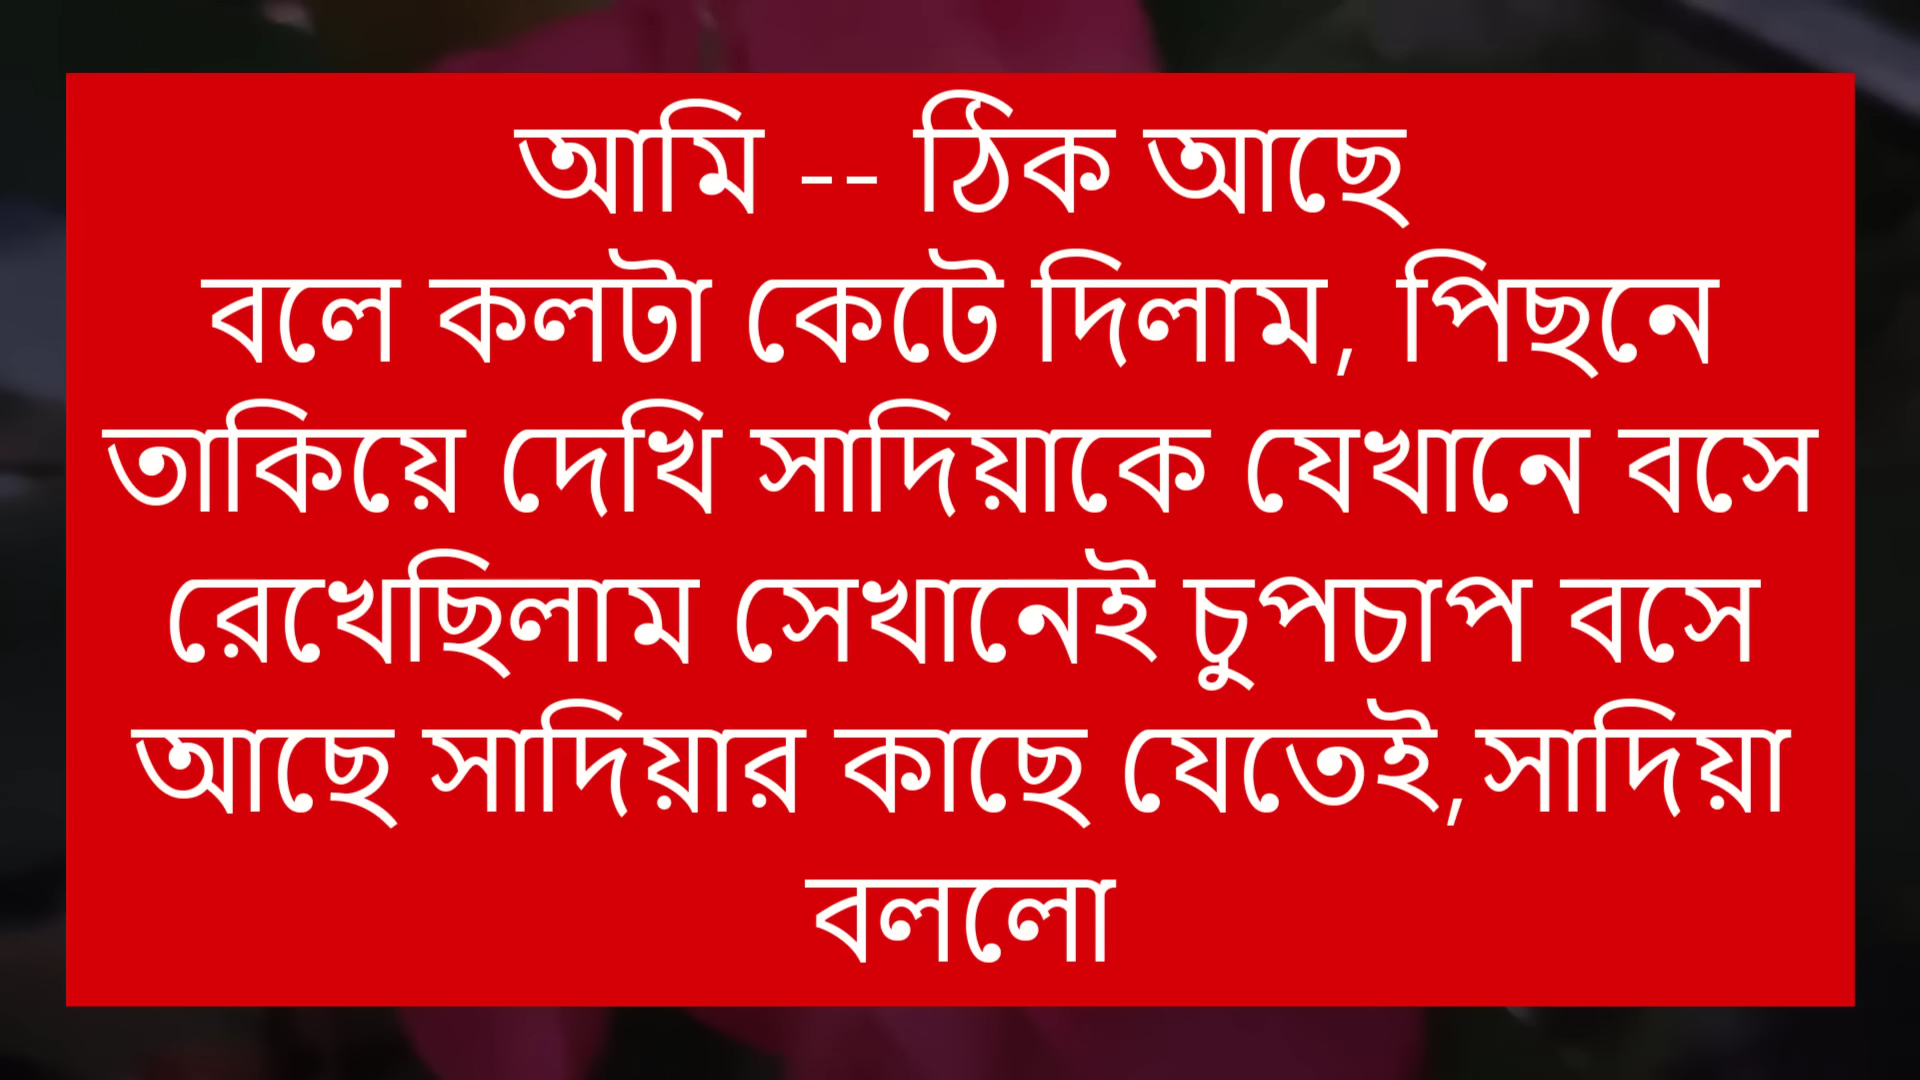 আমি -- ঠিক আছে
বলে কলটা কেটে দিলাম, পিছনে
তাকিয়ে দেখি সাদিয়াকে যেখানে বসে
রেখেছিলাম সেখানেই চুপচাপ বসে
আছে সাদিয়ার কাছে যেতেই,সাদিয়া
বললো